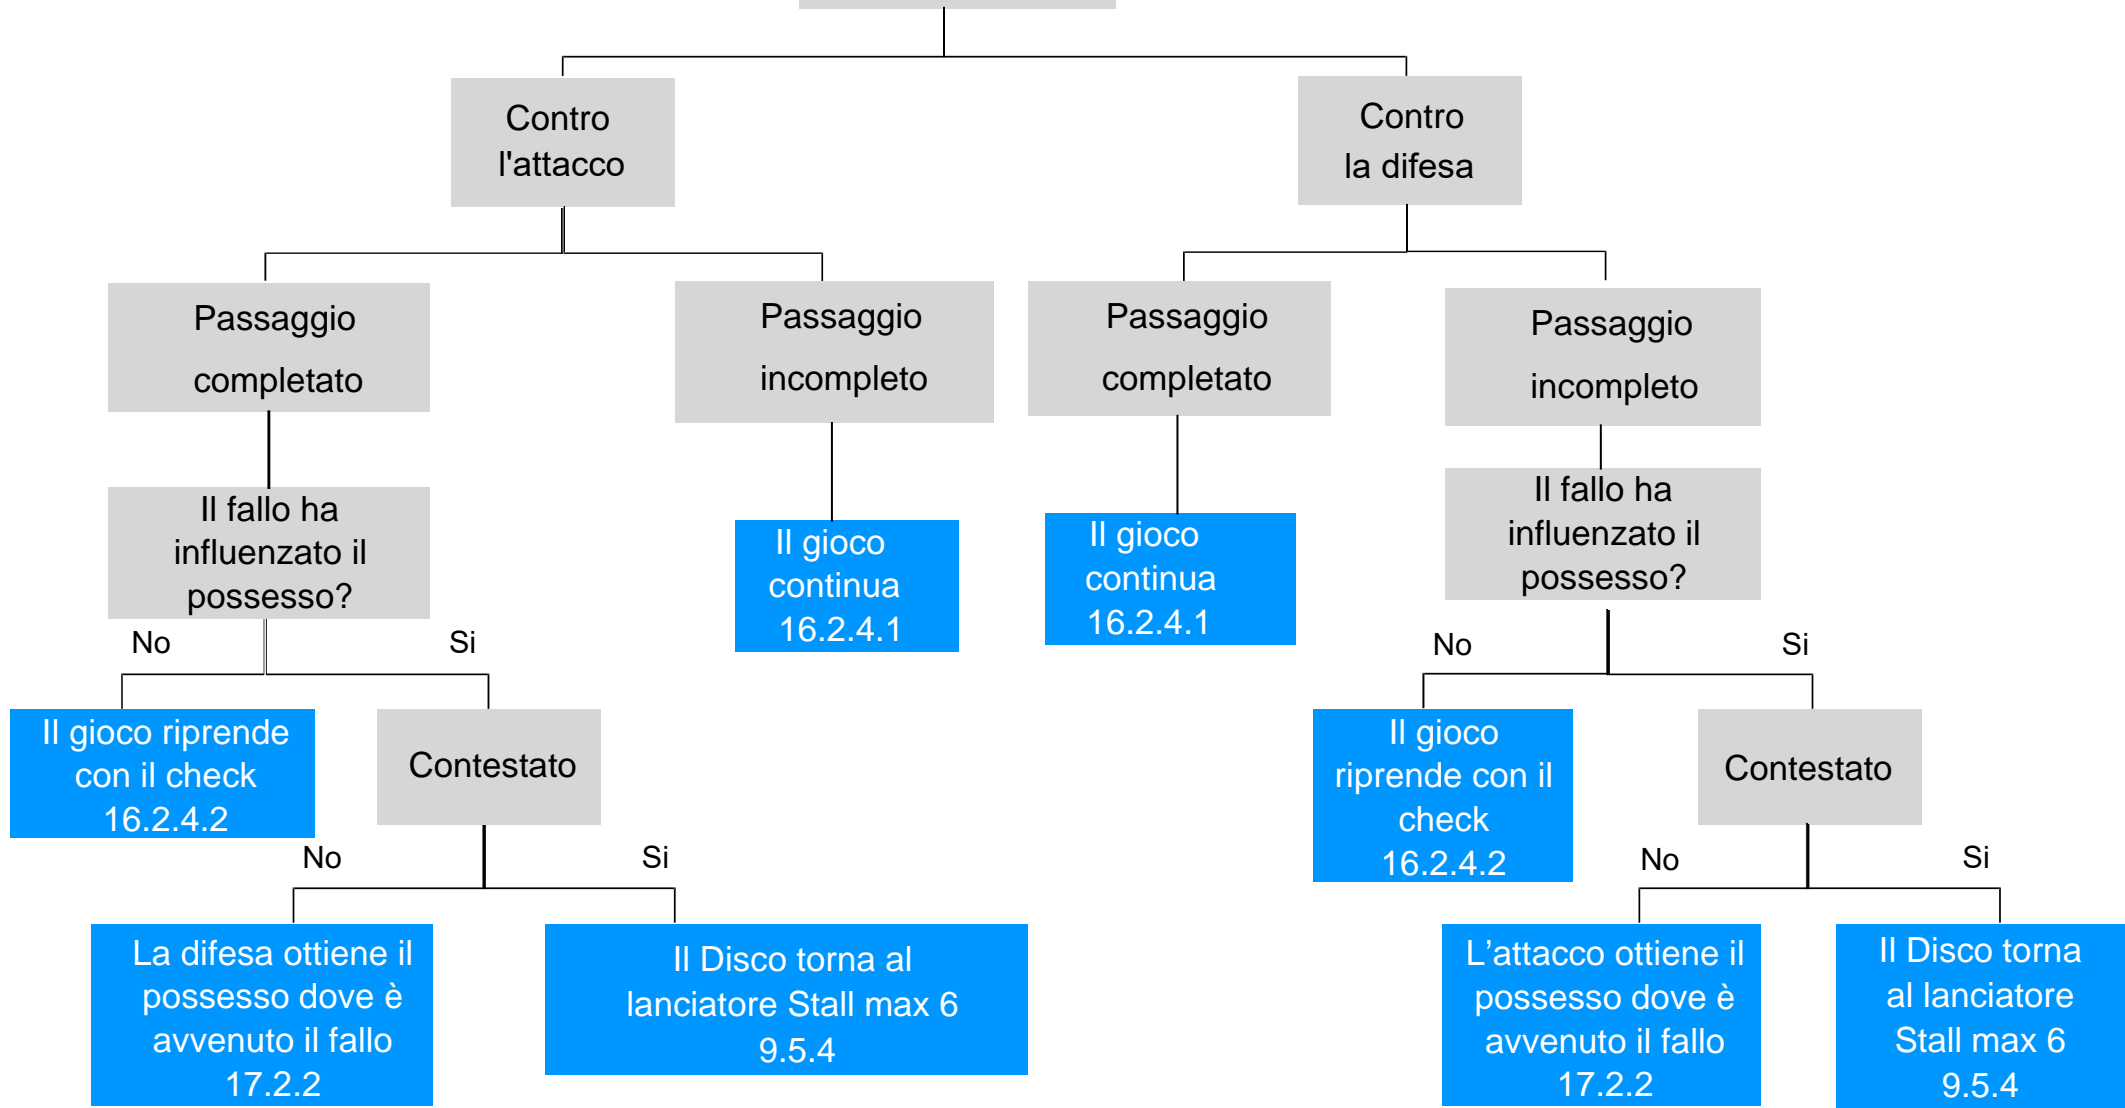 Contro
l'attacco
Contro
la difesa
Passaggio
completato
Passaggio
incompleto
Passaggio
completato
Passaggio
incompleto
Il fallo ha
influenzato il
possesso?
Il gioco
continua
16.2.4.1
Il gioco
continua
16.2.4.1
Il fallo ha
influenzato il
possesso?
No
Si
No
Si
Il gioco riprende
con il check
16.2.4.2
Contestato
Il gioco
riprende con il
check
16.2.4.2
Contestato
No
Si
No
Si
La difesa ottiene il
possesso dove è
avvenuto il fallo
17.2.2
Il Disco torna al
lanciatore Stall max 6
9.5.4
L’attacco ottiene il
possesso dove è
avvenuto il fallo
17.2.2
Il Disco torna
al lanciatore
Stall max 6
9.5.4